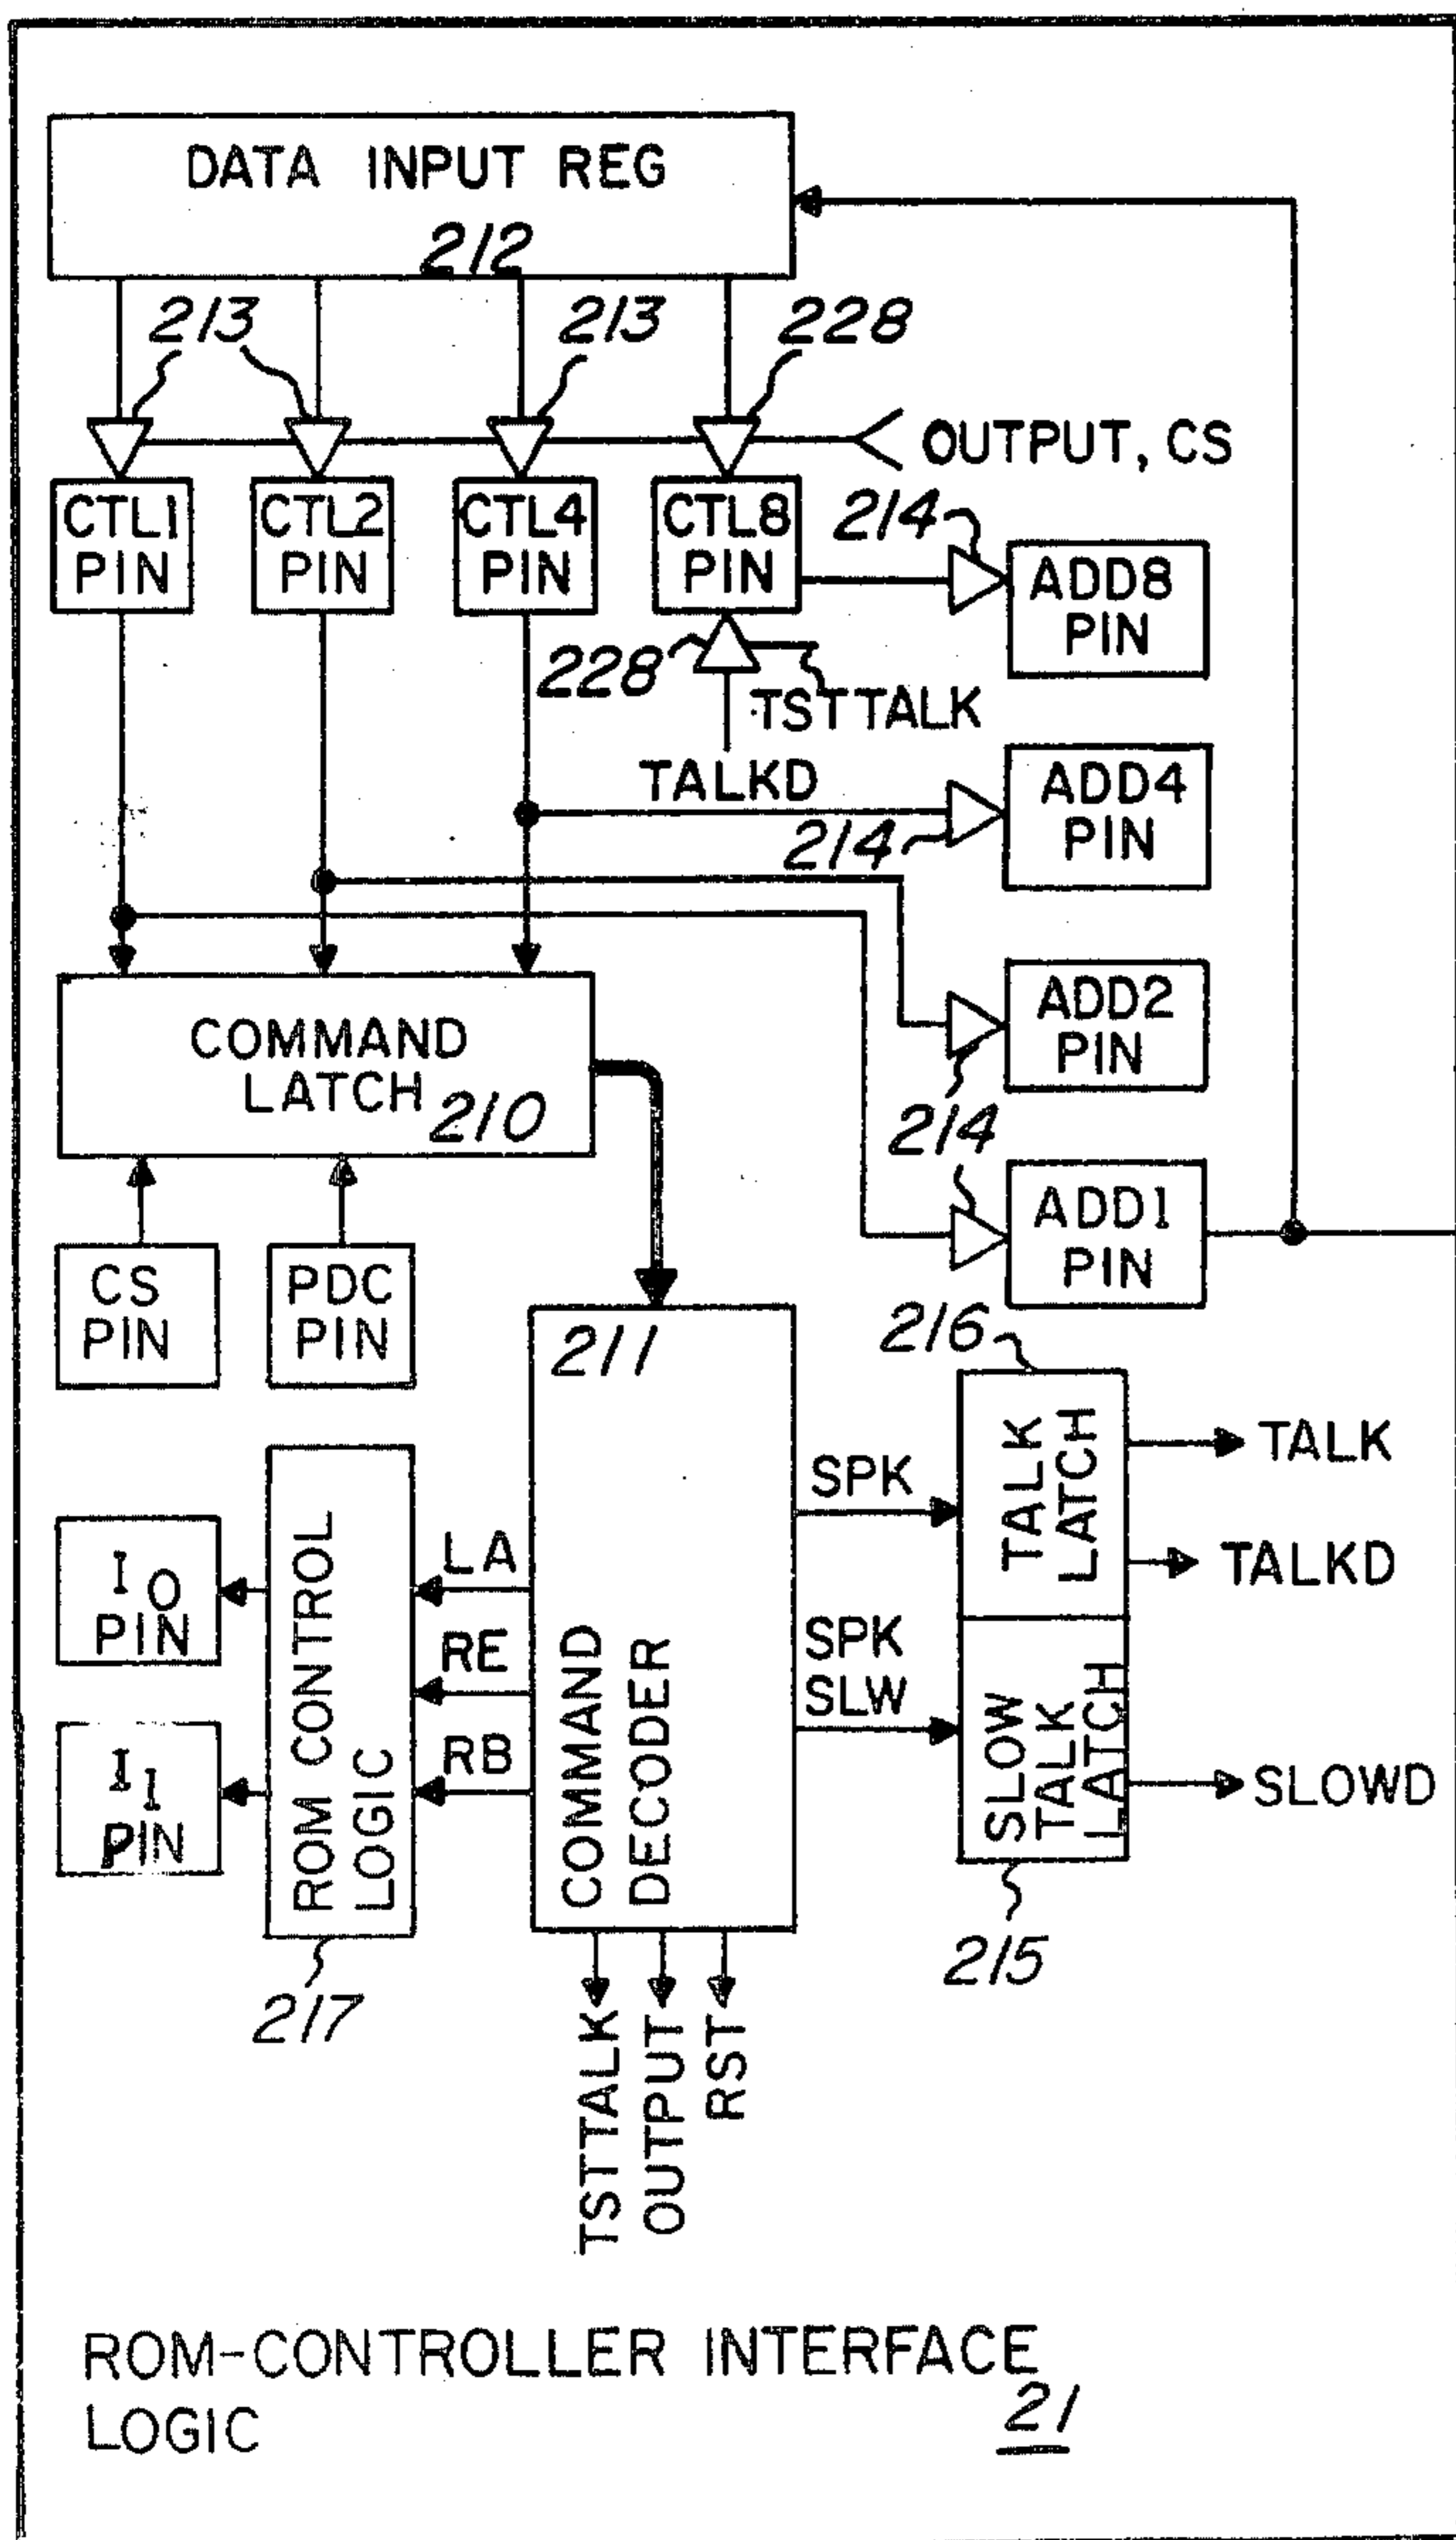 DATA INPUT REG
212
213
213
228
OUTPUT, CS
CTL1
PIN
CTL2
PIN
CTL4
PIN
CTL8
PIN
214
ADD8
PIN
228
TSTTALK
TALKD
ADD4
PIN
214
COMMAND
LATCH
210
ADD2
PIN
214
ADD1
PIN
CS
PIN
PDC
PIN
211
COMMAND
DECODER
216
TALK
LATCH
SPK
TALK
TALKD
I0
PIN
I1
PIN
ROM CONTROL
LOGIC
LA
RE
RB
SPK
SLW
SLOW
TALK
LATCH
SLOWD
215
217
TSTTALK
OUTPUT
RST
ROM-CONTROLLER INTERFACE
LOGIC
21